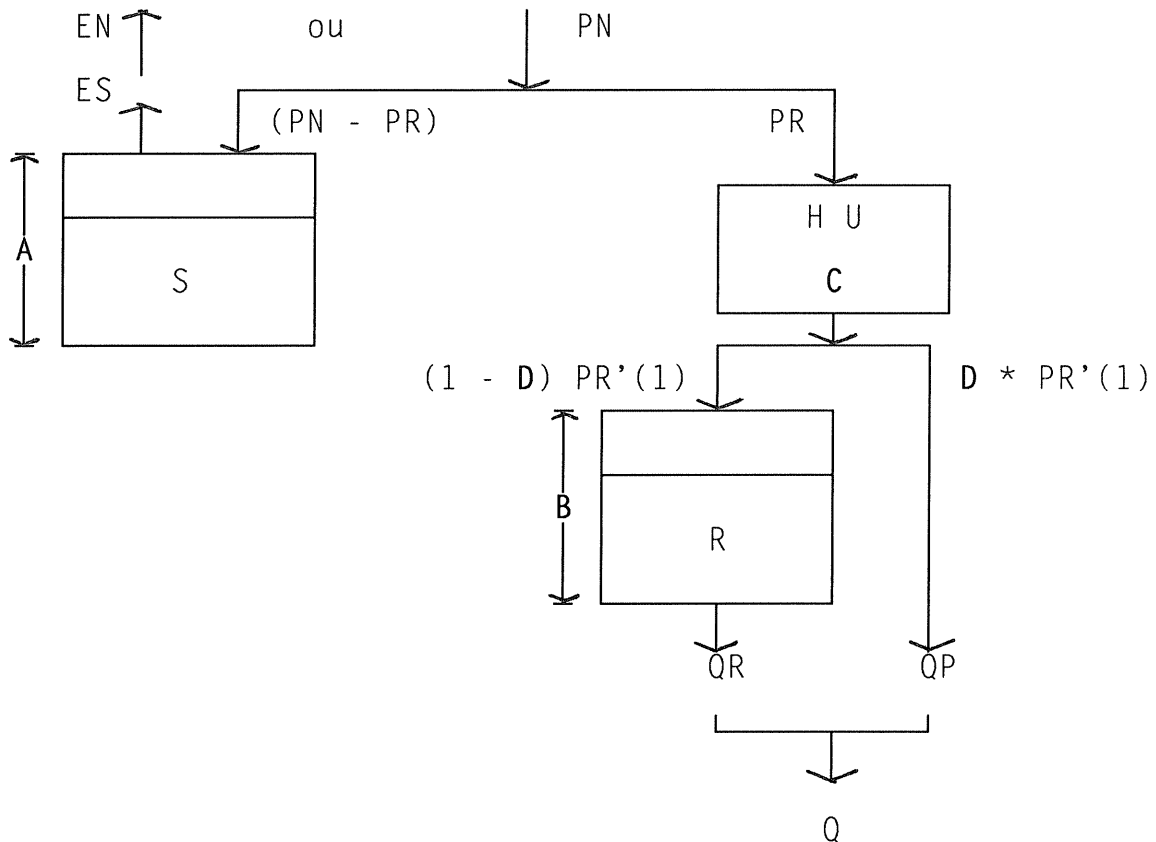 EN ou PN
ES
(PN - PR) PR
H U
A
S C
(1 - D) PR'(1) D * PR'(1)
B
R
QR QP
Q